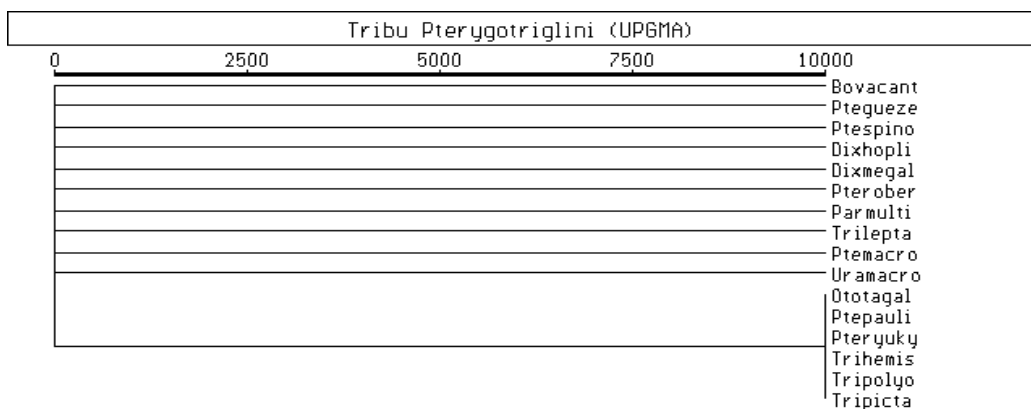 Tribu Pterygotriglini (UPGMA)
0 2500 5000 7500 10000
Bovacant
Ptegueze
Ptespino
Dixhopli
Dixmegal
Pterober
Parmulti
Trilepta
Ptemacro
Uramacro
Ototagal
Ptepauli
Pteryuky
Trihemis
Tripolyo
Tripicta